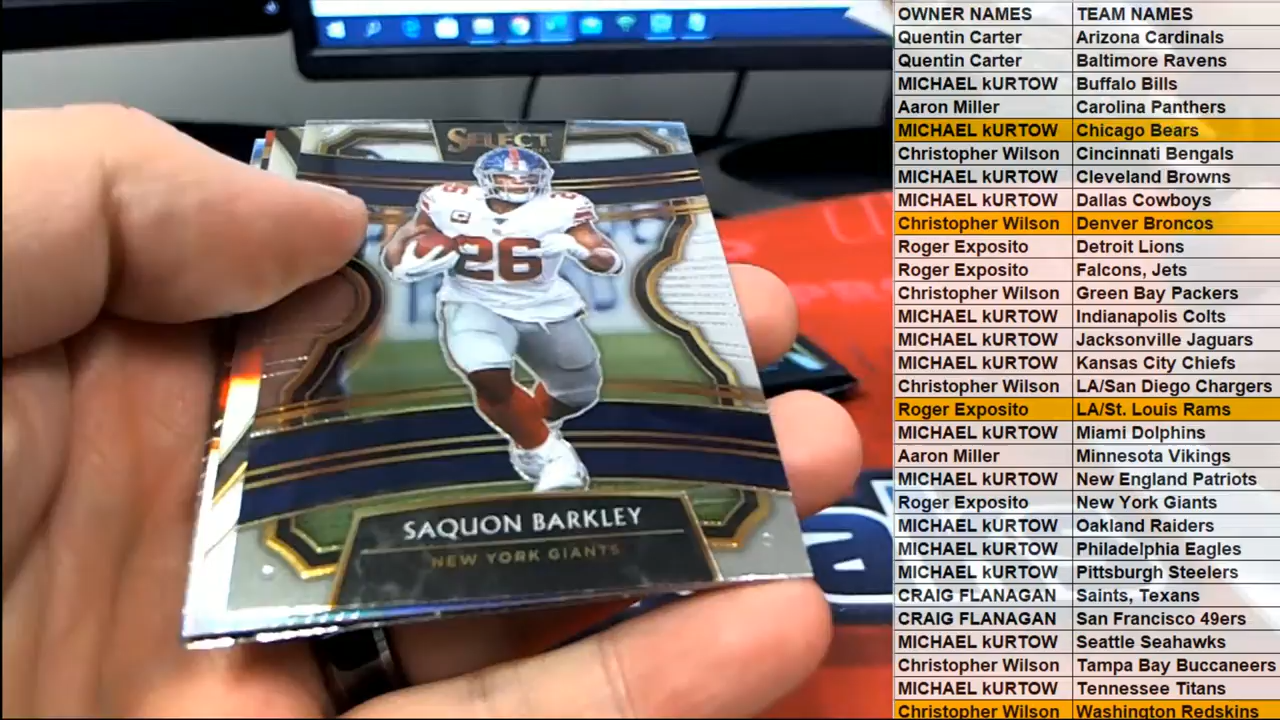 SELECT
26
SAQUON BARKLEY
NEW YORK GIANTS
OWNER NAMES TEAM NAMES
Quentin Carter Arizona Cardinals
Quentin Carter Baltimore Ravens
MICHAEL kURTOW Buffalo Bills
Aaron Miller Carolina Panthers
MICHAEL kURTOW Chicago Bears
Christopher Wilson Cincinnati Bengals
MICHAEL kURTOW Cleveland Browns
MICHAEL kURTOW Dallas Cowboys
Christopher Wilson Denver Broncos
Roger Exposito Detroit Lions
Roger Exposito Falcons, Jets
Christopher Wilson Green Bay Packers
MICHAEL kURTOW Indianapolis Colts
MICHAEL kURTOW Jacksonville Jaguars
MICHAEL kURTOW Kansas City Chiefs
Christopher Wilson LA/San Diego Chargers
Roger Exposito LA/St. Louis Rams
MICHAEL kURTOW Miami Dolphins
Aaron Miller Minnesota Vikings
MICHAEL kURTOW New England Patriots
Roger Exposito New York Giants
MICHAEL kURTOW Oakland Raiders
MICHAEL kURTOW Philadelphia Eagles
MICHAEL kURTOW Pittsburgh Steelers
CRAIG FLANAGAN Saints, Texans
CRAIG FLANAGAN San Francisco 49ers
MICHAEL kURTOW Seattle Seahawks
Christopher Wilson Tampa Bay Buccaneers
MICHAEL kURTOW Tennessee Titans
Christopher Wilson Washington Redskins